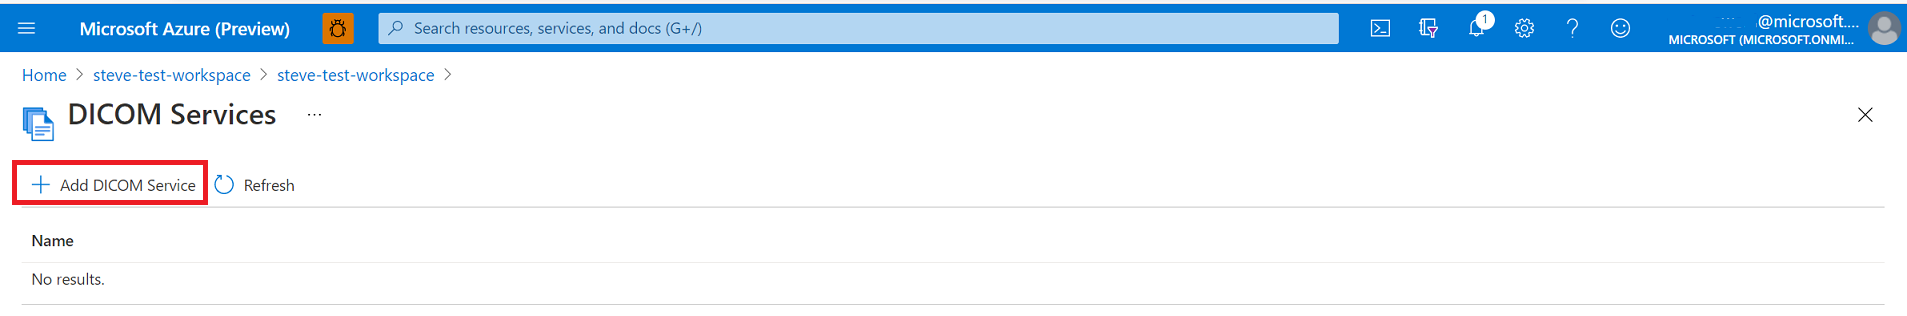 Microsoft Azure (Preview)
Search resources, services, and docs (G+/)
1
@microsoft....
MICROSOFT (MICROSOFT.ONMI...
Home > steve-test-workspace > steve-test-workspace >
DICOM Services ...
+ Add DICOM Service Refresh
Name
No results.